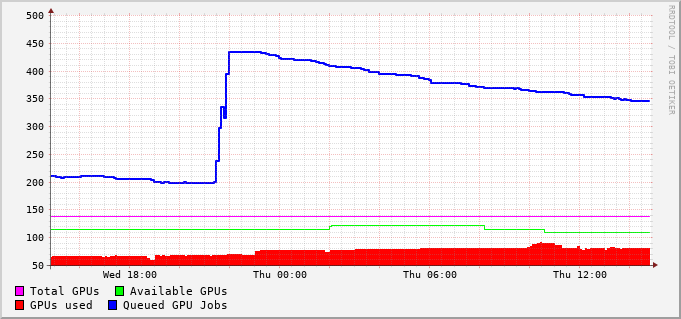 500
450
400
350
300
250
200
150
100
50
Wed 18:00 Thu 00:00 Thu 06:00 Thu 12:00
Total GPUs Available GPUs
GPUs used Queued GPU Jobs
RRDTOOL / TOBI OETIKER